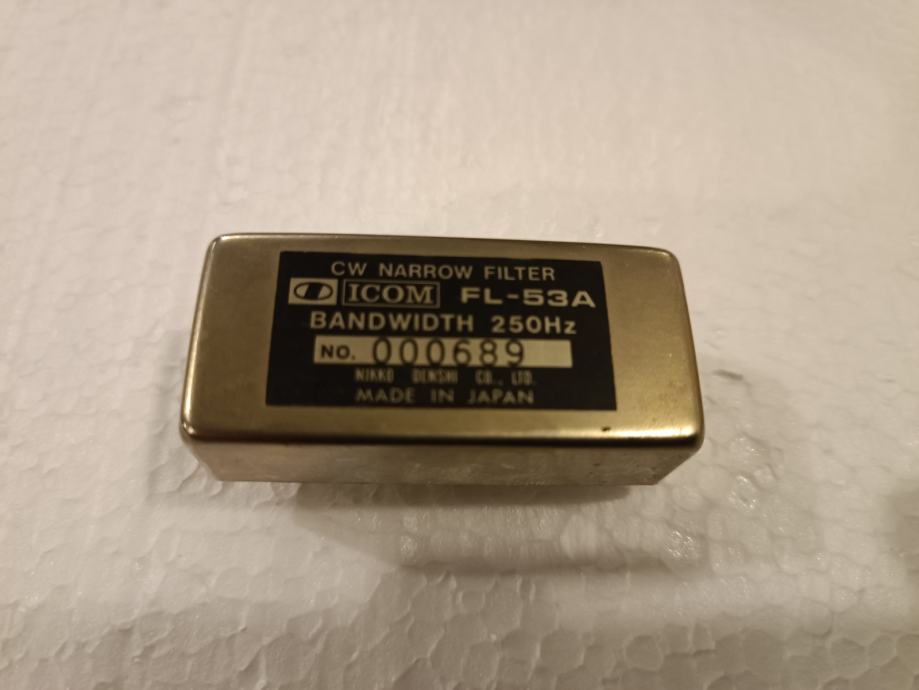 CW NARROW FILTER
ICOM FL-53A
BANDWIDTH 250Hz
NO. 000689
NIKKO DENSHI CO., LTD.
MADE IN JAPAN